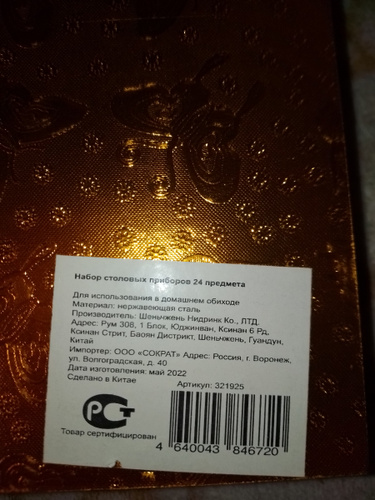 Набор столовых приборов 24 предмета
Для использования в домашнем обиходе
Материал: нержавеющая сталь
Производитель: Шеньчжень Нидринк Ко., ЛТД.
Адрес: Рум 308, 1 Блок, Юджинван, Ксинан 6 Рд,
Ксинан Стрит, Баоян Дистрикт, Шеньчжень, Гуандун,
Китай
Импортер: ООО «СОКРАТ» Адрес: Россия, г. Воронеж,
ул. Волгоградская, д. 40
Дата изготовления: май 2022
Сделано в Китае
Артикул: 321925
РСТ
Товар сертифицирован
4 640043 846720